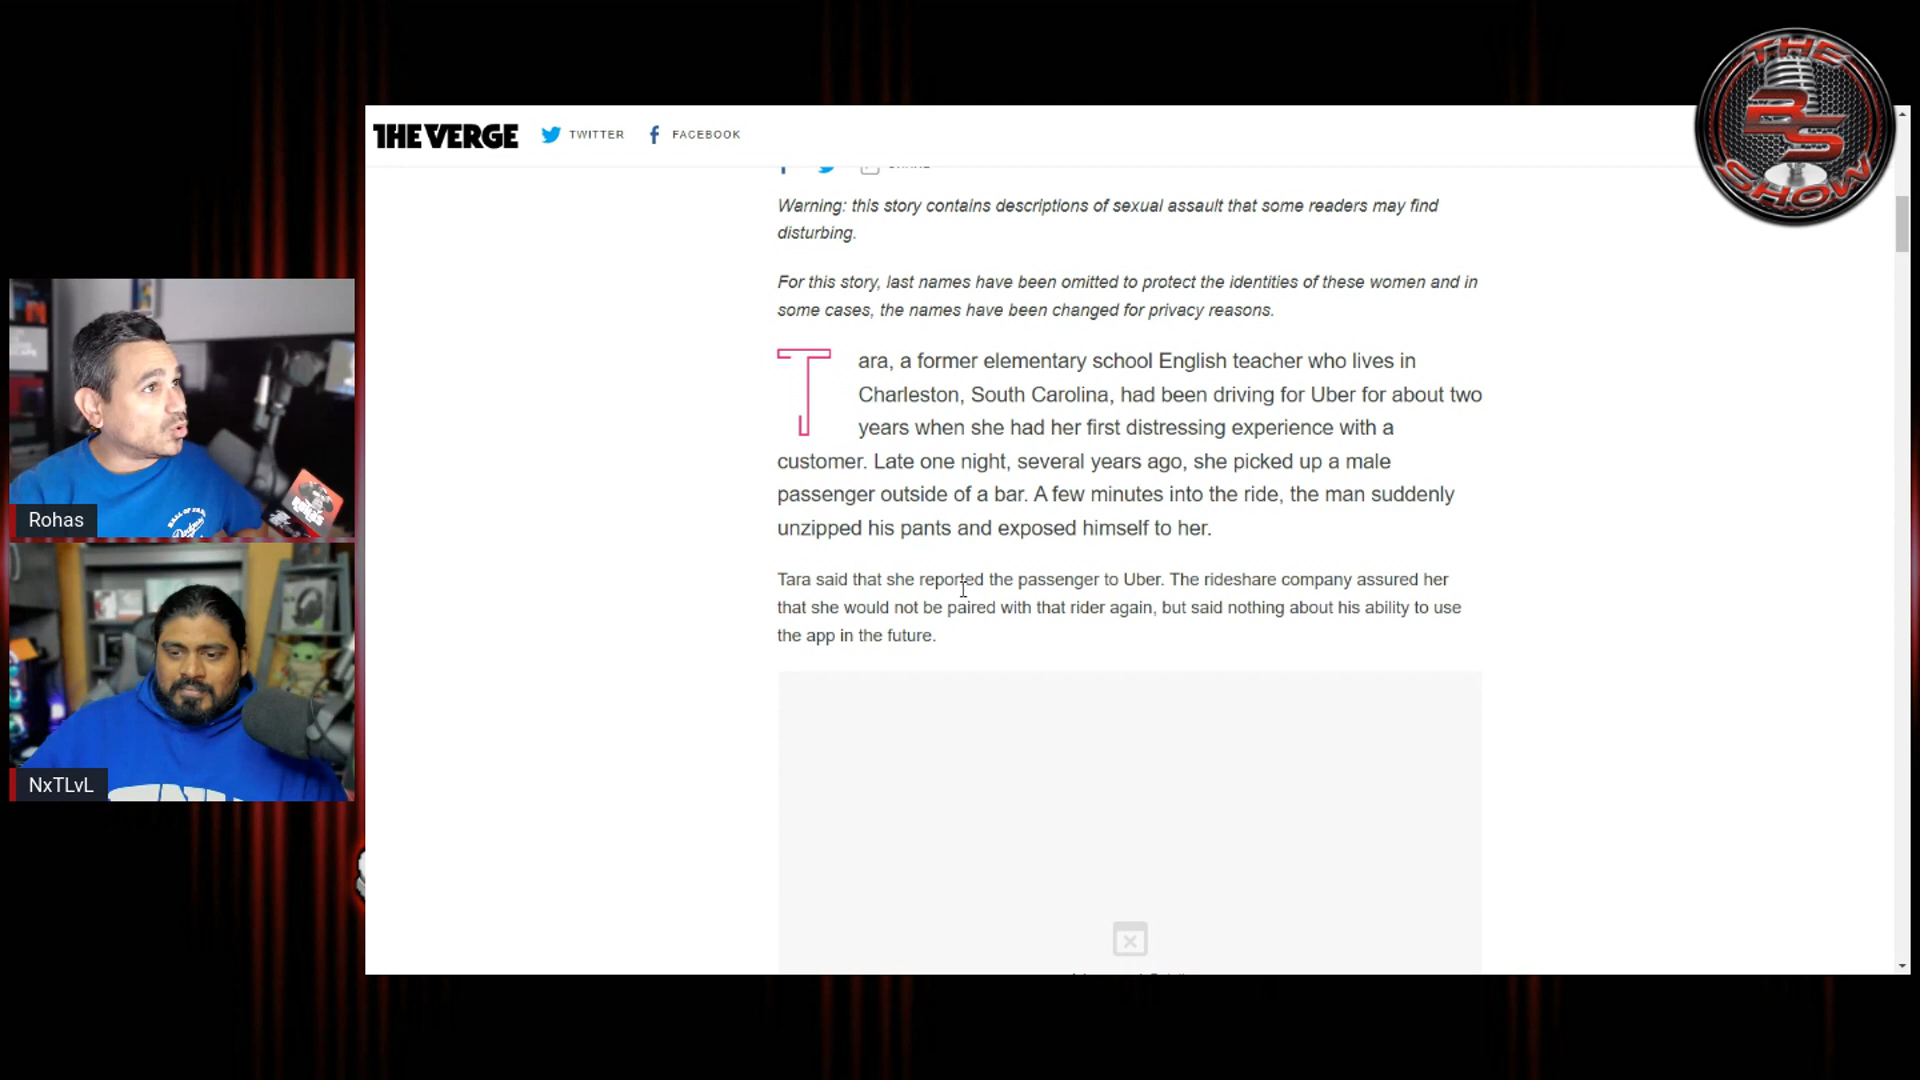 THE VERGE TWITTER FACEBOOK
THE
BS
SHOW
Warning: this story contains descriptions of sexual assault that some readers may find
disturbing.
For this story, last names have been omitted to protect the identities of these women and in
some cases, the names have been changed for privacy reasons.
Tara, a former elementary school English teacher who lives in
Charleston, South Carolina, had been driving for Uber for about two
years when she had her first distressing experience with a
customer. Late one night, several years ago, she picked up a male
passenger outside of a bar. A few minutes into the ride, the man suddenly
unzipped his pants and exposed himself to her.
Tara said that she reported the passenger to Uber. The rideshare company assured her
that she would not be paired with that rider again, but said nothing about his ability to use
the app in the future.
Rohas
NxTLvL